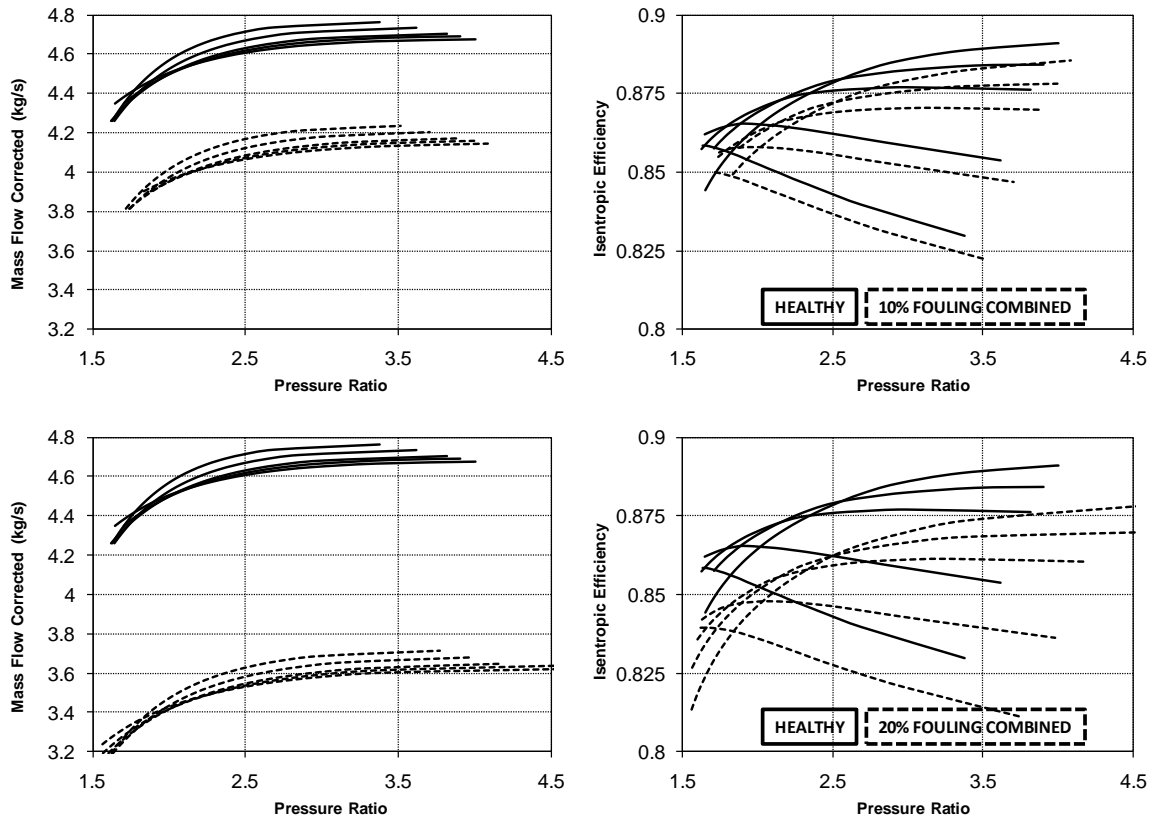 4.8
4.6
4.4
4.2
4
3.8
3.6
3.4
3.2
Mass Flow Corrected (kg/s)
1.5 2.5 3.5 4.5
Pressure Ratio
0.9
0.875
0.85
0.825
0.8
Isentropic Efficiency
HEALTHY 10% FOULING COMBINED
1.5 2.5 3.5 4.5
Pressure Ratio
4.8
4.6
4.4
4.2
4
3.8
3.6
3.4
3.2
Mass Flow Corrected (kg/s)
1.5 2.5 3.5 4.5
Pressure Ratio
0.9
0.875
0.85
0.825
0.8
Isentropic Efficiency
HEALTHY 20% FOULING COMBINED
1.5 2.5 3.5 4.5
Pressure Ratio